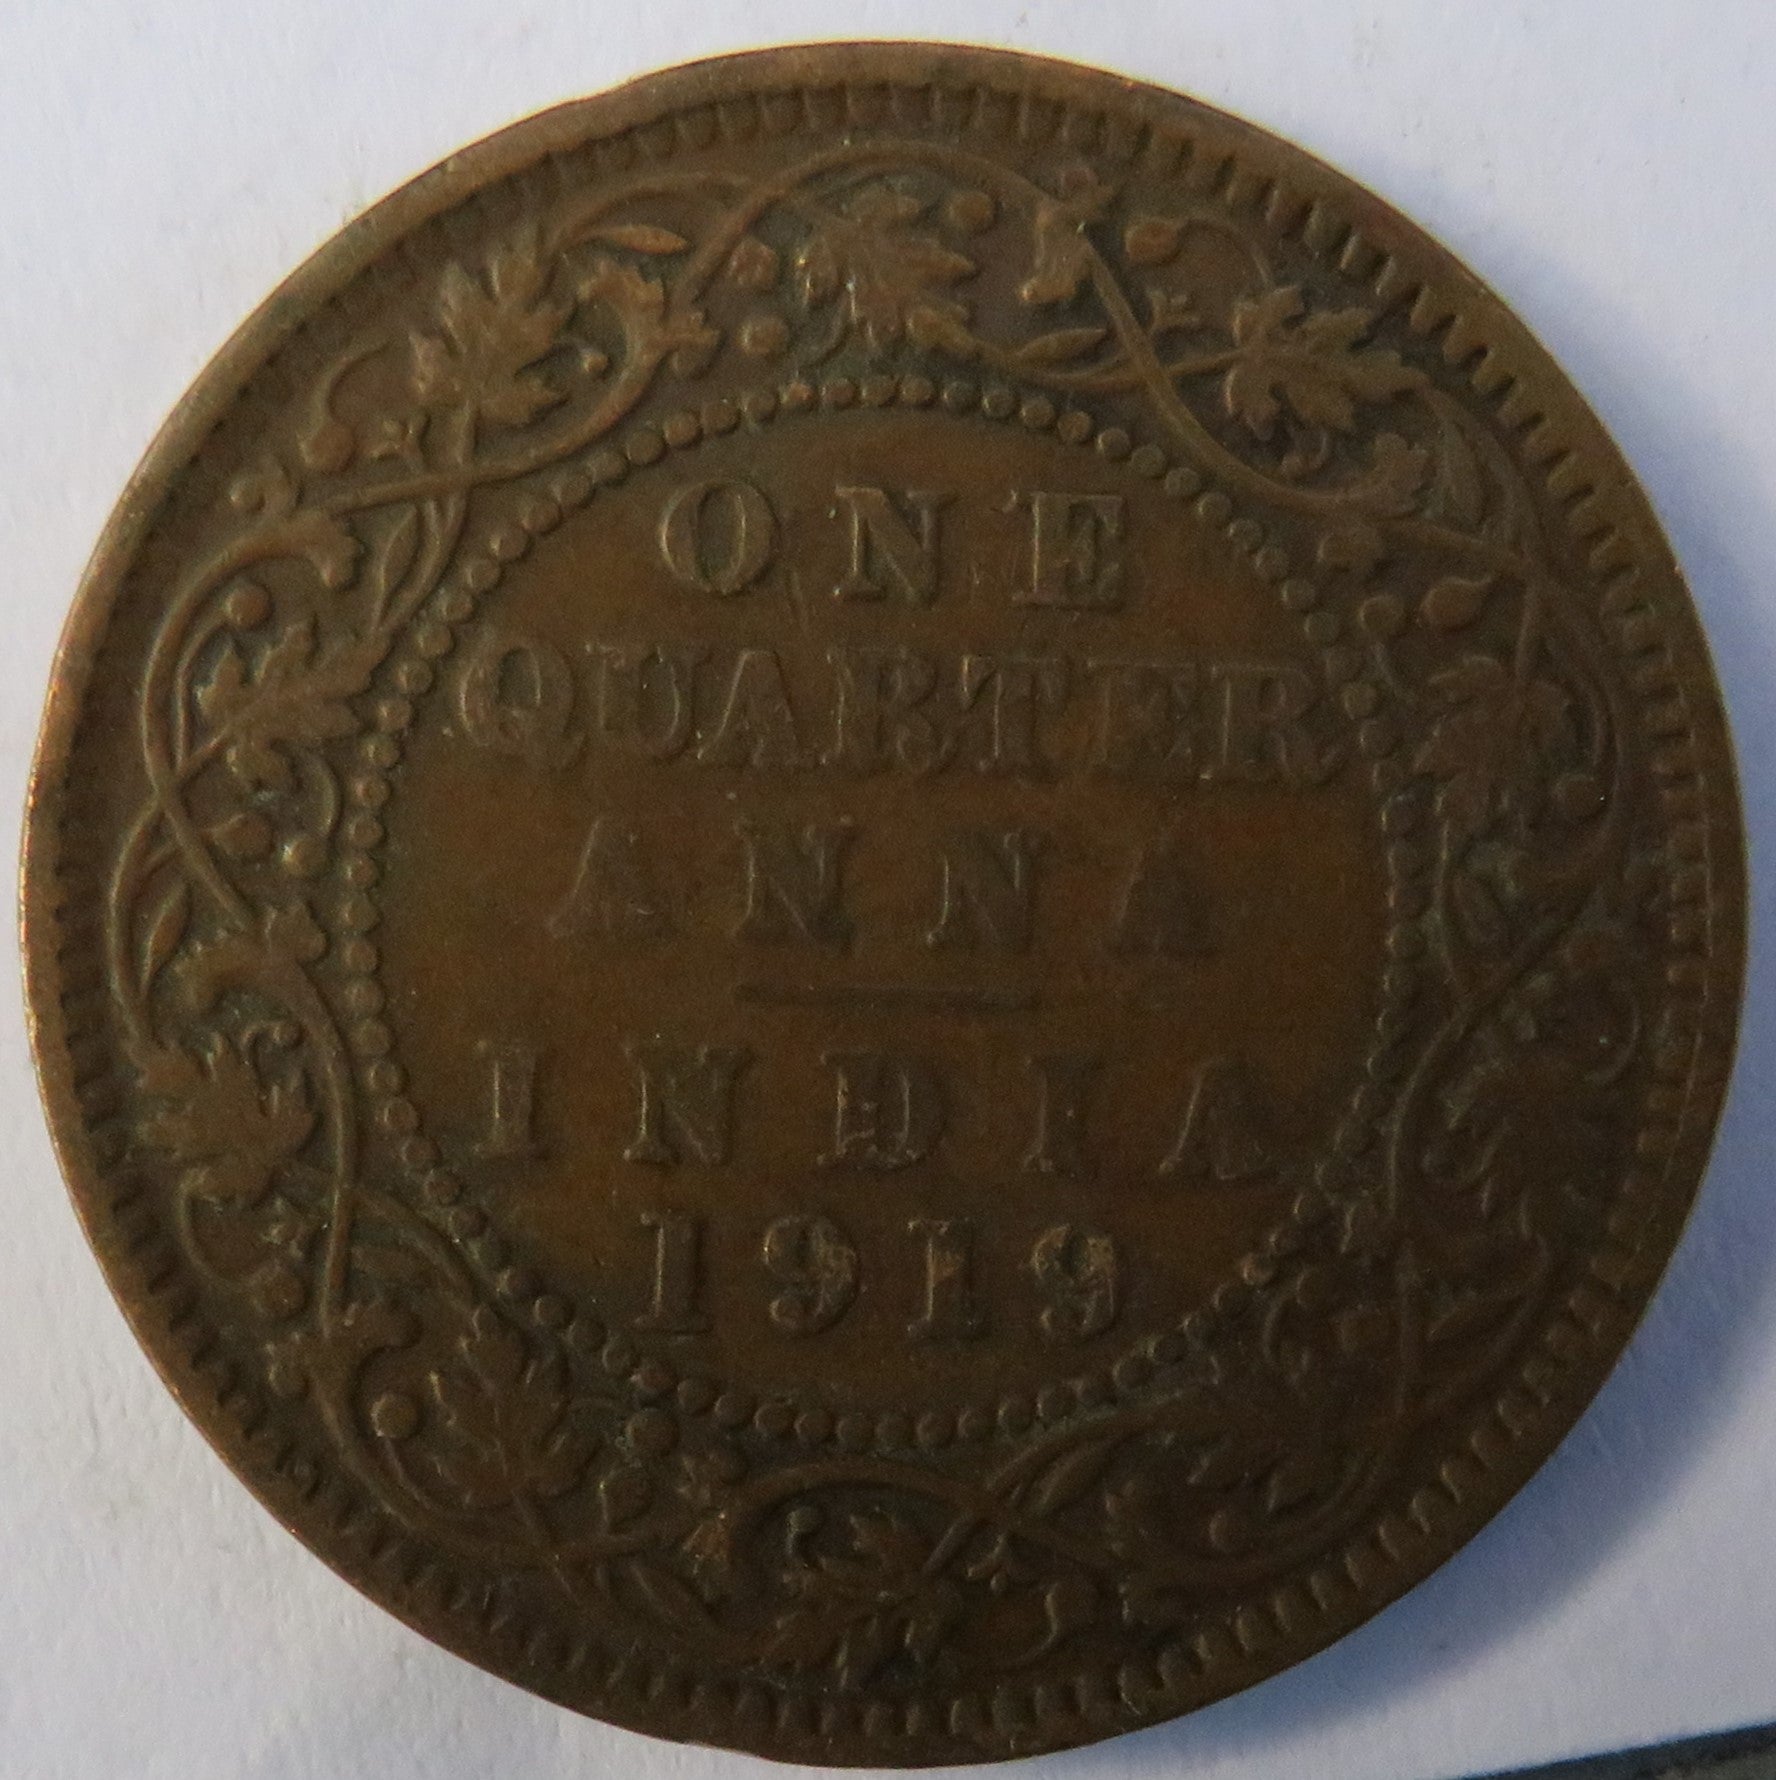 ONE
QUARTER
ANNA
INDIA
1919